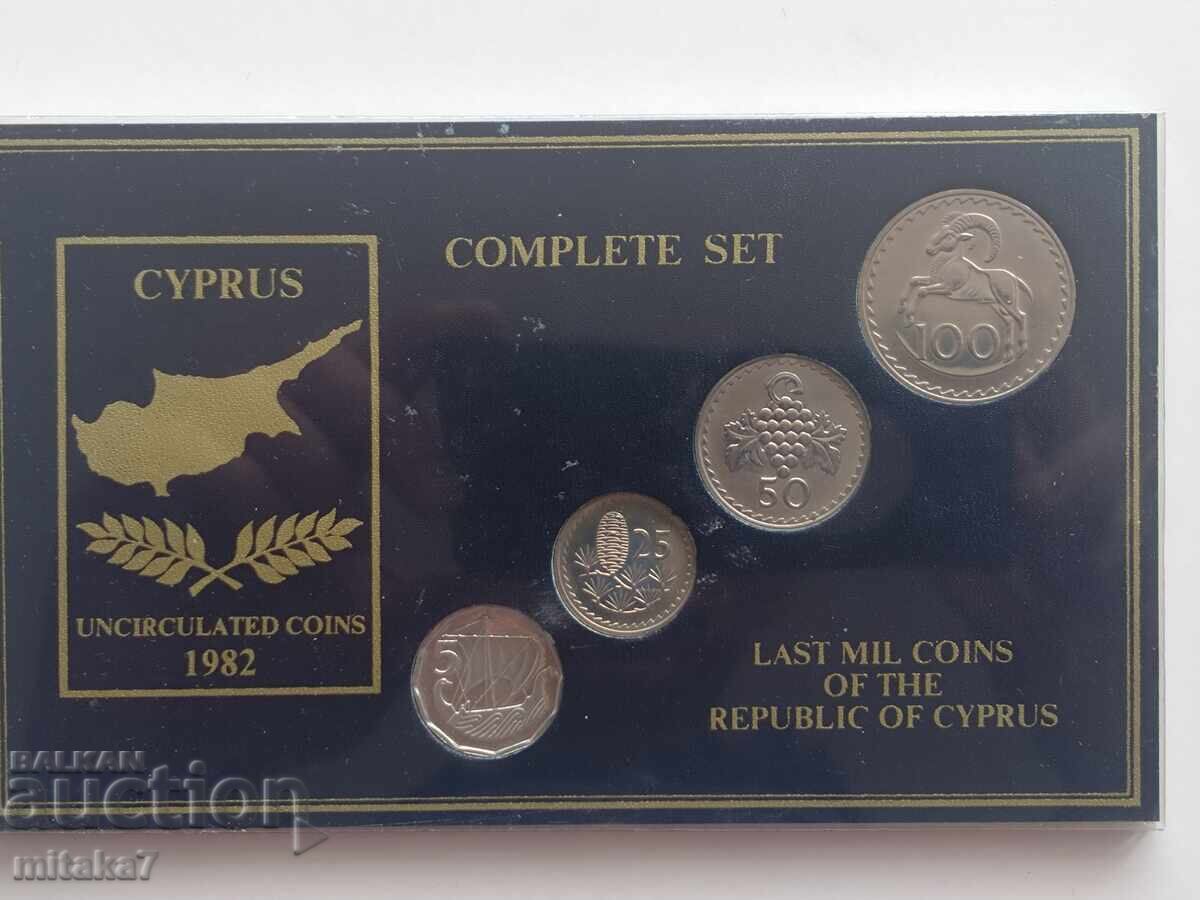 CYPRUS
UNCIRCULATED COINS
1982
COMPLETE SET
100
50
25
5
LAST MIL COINS
OF THE
REPUBLIC OF CYPRUS
BALKAN
auction
mitaka7